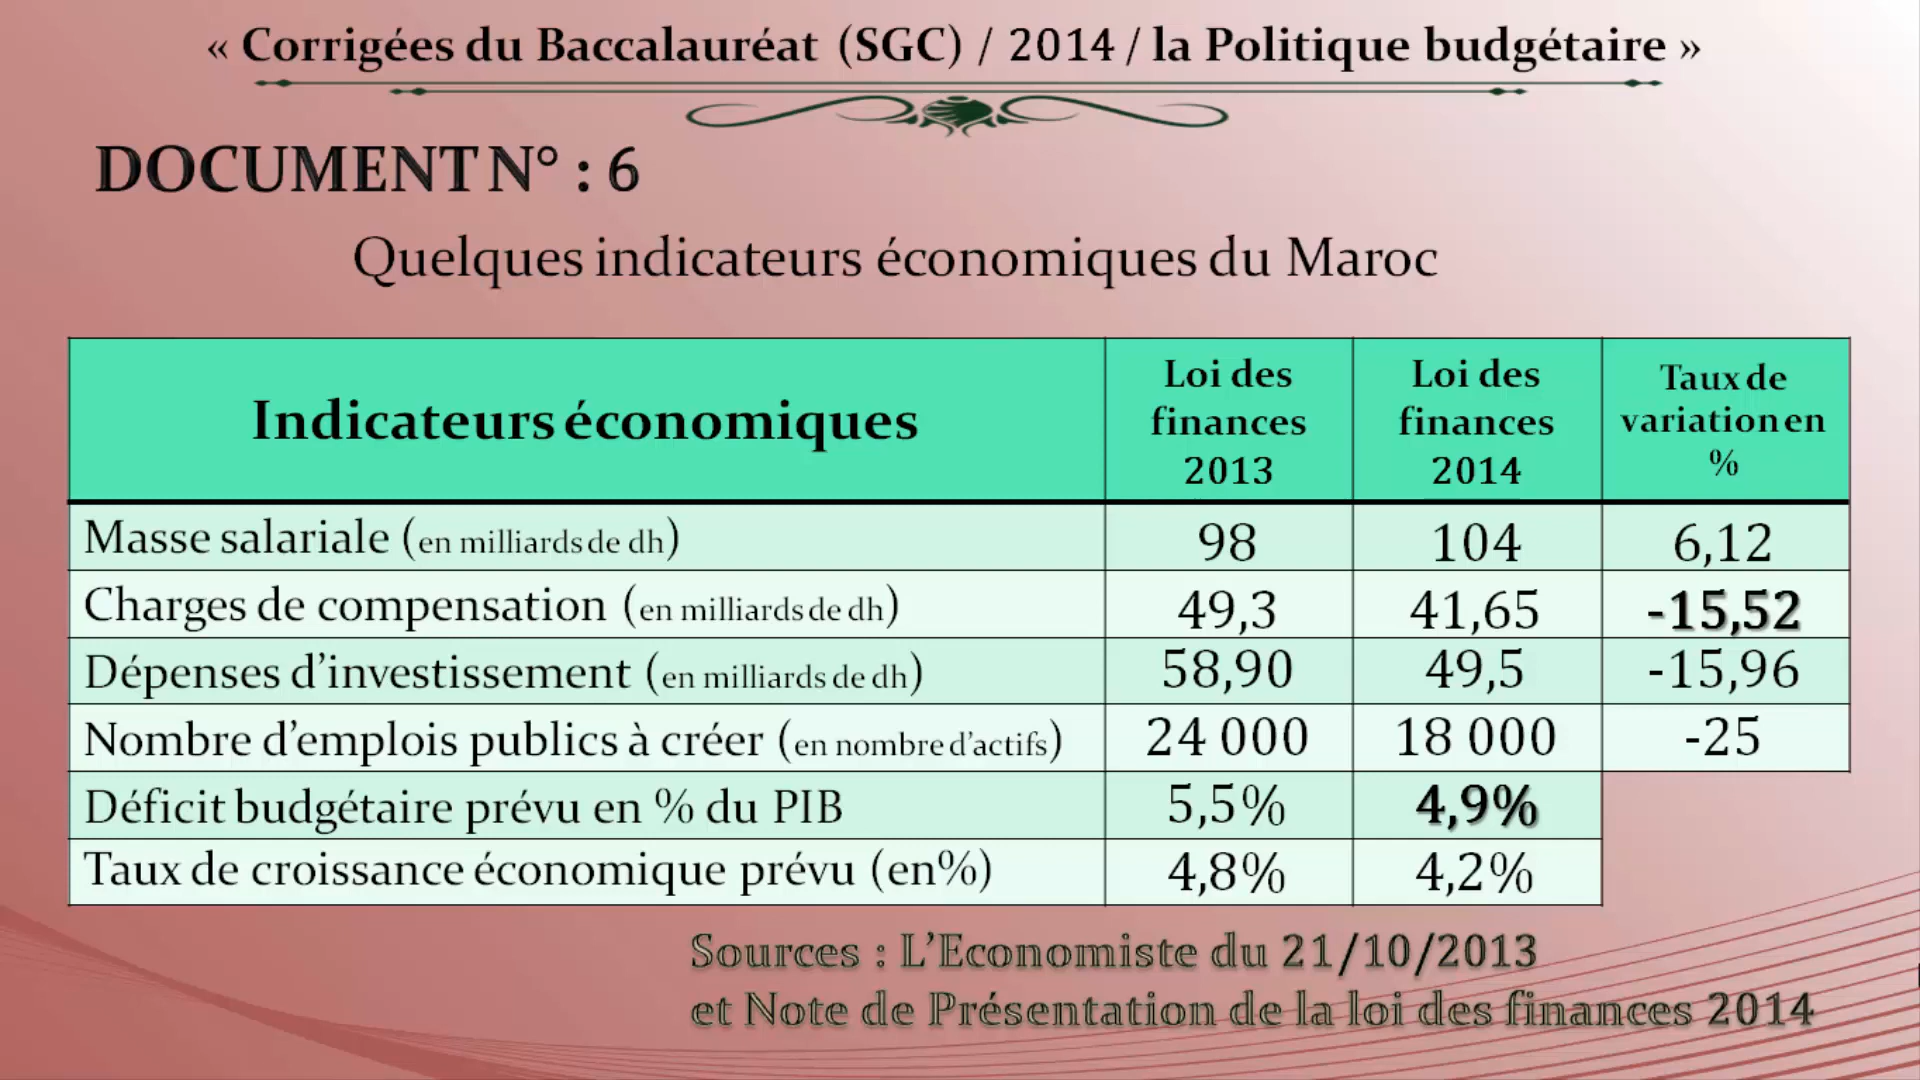 « Corrigées du Baccalauréat (SGC) / 2014 / la Politique budgétaire »
DOCUMENT N° : 6
Quelques indicateurs économiques du Maroc
Indicateurs économiques
Loi des
finances
2013
Loi des
finances
2014
Taux de
variation en
%
Masse salariale (en milliards de dh) 98 104 6,12
Charges de compensation (en milliards de dh) 49,3 41,65 -15,52
Dépenses d’investissement (en milliards de dh) 58,90 49,5 -15,96
Nombre d’emplois publics à créer (en nombre d’actifs) 24 000 18 000 -25
Déficit budgétaire prévu en % du PIB 5,5% 4,9%
Taux de croissance économique prévu (en%) 4,8% 4,2%
Sources : L’Economiste du 21/10/2013
et Note de Présentation de la loi des finances 2014